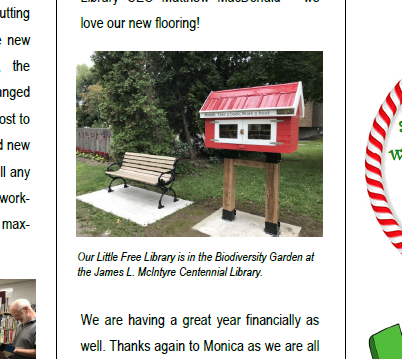 utting
new
the
anged
ost to
d new
ll any
work-
max-
Library CEO Matthew MacDonald - we
love our new flooring!
Take a book, Share a book
Our Little Free Library is in the Biodiversity Garden at
the James L. McIntyre Centennial Library.
We are having a great year financially as
well. Thanks again to Monica as we are all